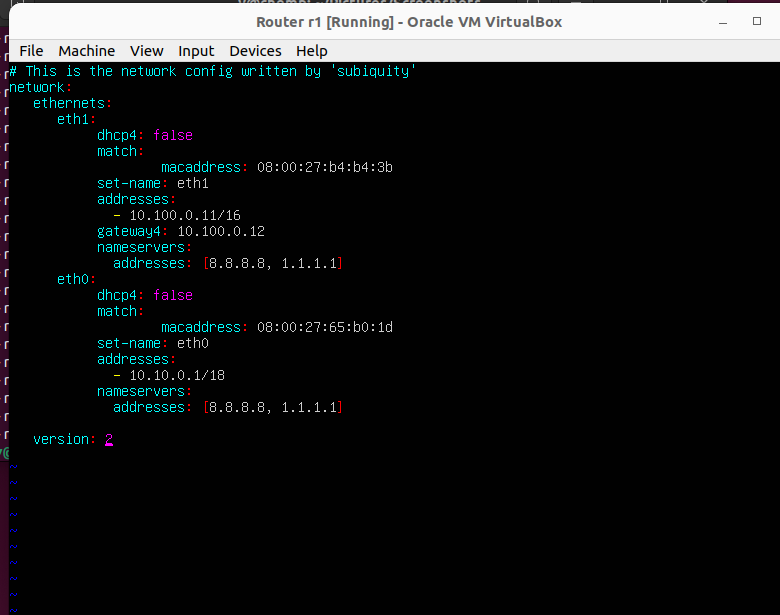 Router r1 [Running] - Oracle VM VirtualBox
File Machine View Input Devices Help
# This is the network config written by 'subiquity'
network:
ethernets:
eth1:
dhcp4: false
match:
macaddress: 08:00:27:b4:b4:3b
set-name: eth1
addresses:
- 10.100.0.11/16
gateway4: 10.100.0.12
nameservers:
addresses: [8.8.8.8, 1.1.1.1]
eth0:
dhcp4: false
match:
macaddress: 08:00:27:65:b0:1d
set-name: eth0
addresses:
- 10.10.0.1/18
nameservers:
addresses: [8.8.8.8, 1.1.1.1]
version: 2
~
~
~
~
~
~
~
~
~
~